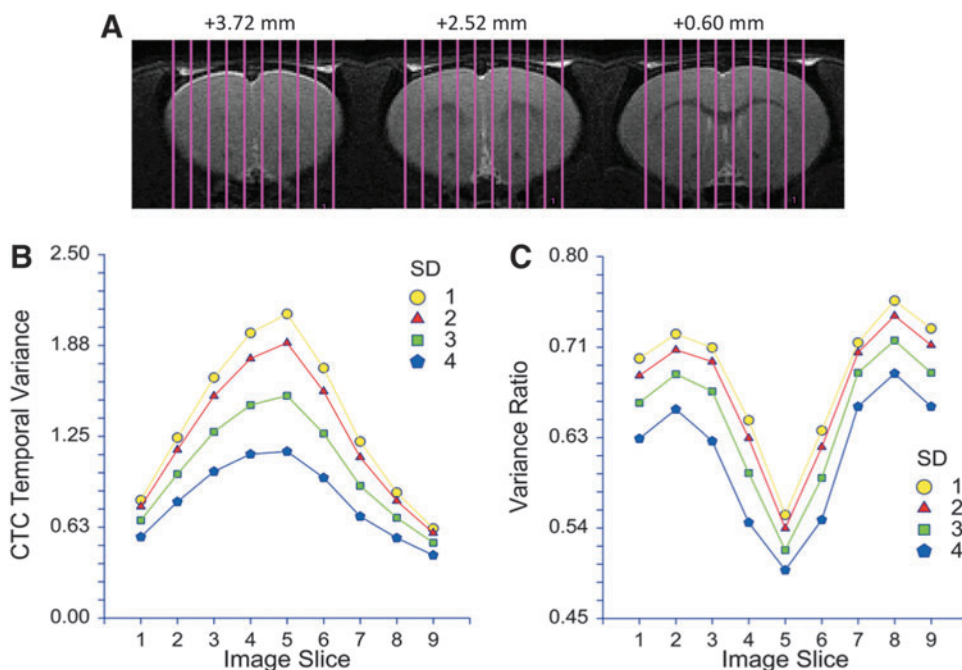 A
+3.72 mm +2.52 mm +0.60 mm
1 1 1
B
CTC Temporal Variance
2.50
1.88
1.25
0.63
0.00
1 2 3 4 5 6 7 8 9
Image Slice
SD
1
2
3
4
C
Variance Ratio
0.80
0.71
0.63
0.54
0.45
1 2 3 4 5 6 7 8 9
Image Slice
SD
1
2
3
4